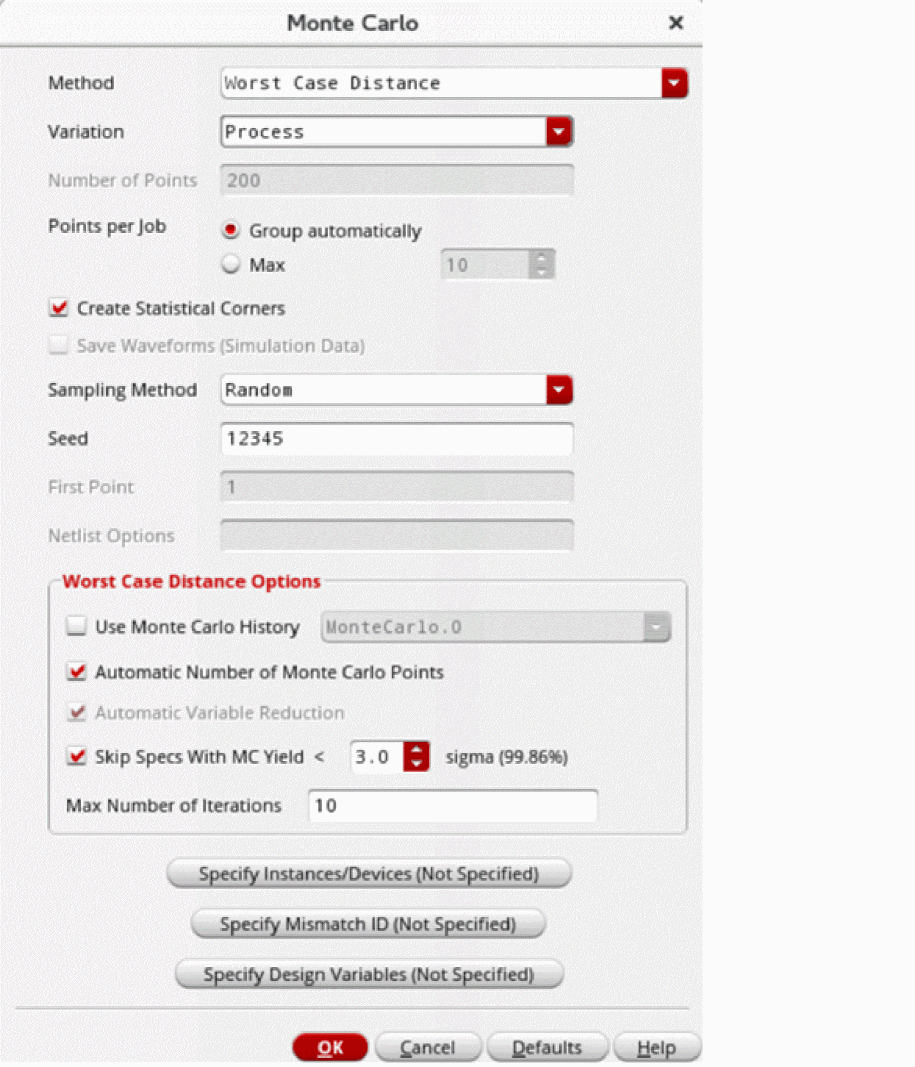 Monte Carlo
Method Worst Case Distance
Variation Process
Number of Points 200
Points per Job Group automatically
Max 10
Create Statistical Corners
Save Waveforms (Simulation Data)
Sampling Method Random
Seed 12345
First Point 1
Netlist Options
Worst Case Distance Options
Use Monte Carlo History MonteCarlo.0
Automatic Number of Monte Carlo Points
Automatic Variable Reduction
Skip Specs With MC Yield < 3.0 sigma (99.86%)
Max Number of Iterations 10
Specify Instances/Devices (Not Specified)
Specify Mismatch ID (Not Specified)
Specify Design Variables (Not Specified)
OK Cancel Defaults Help